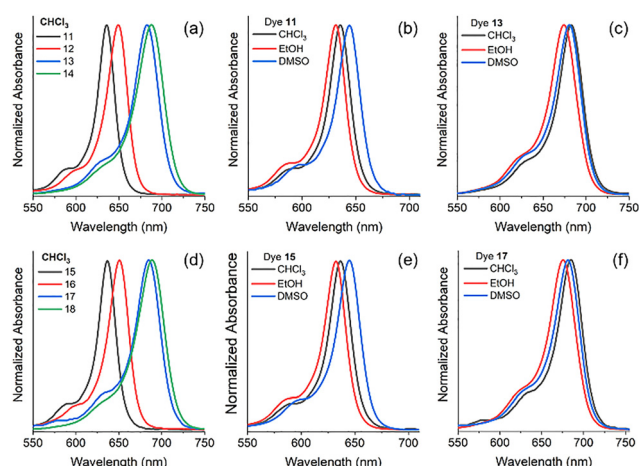 CHCl3
11
12
13
14
(a)
Normalized Absorbance
550 600 650 700 750
Wavelength (nm)
Dye 11
CHCl3
EtOH
DMSO
(b)
Normalized Absorbance
550 600 650 700
Wavelength (nm)
Dye 13
CHCl3
EtOH
DMSO
(c)
Normalized Absorbance
550 600 650 700 750
Wavelength (nm)
CHCl3
15
16
17
18
(d)
Normalized Absorbance
550 600 650 700 750
Wavelength (nm)
Dye 15
CHCl3
EtOH
DMSO
(e)
Normalized Absorbance
550 600 650 700
Wavelength (nm)
Dye 17
CHCl3
EtOH
DMSO
(f)
Normalized Absorbance
550 600 650 700 750
Wavelength (nm)